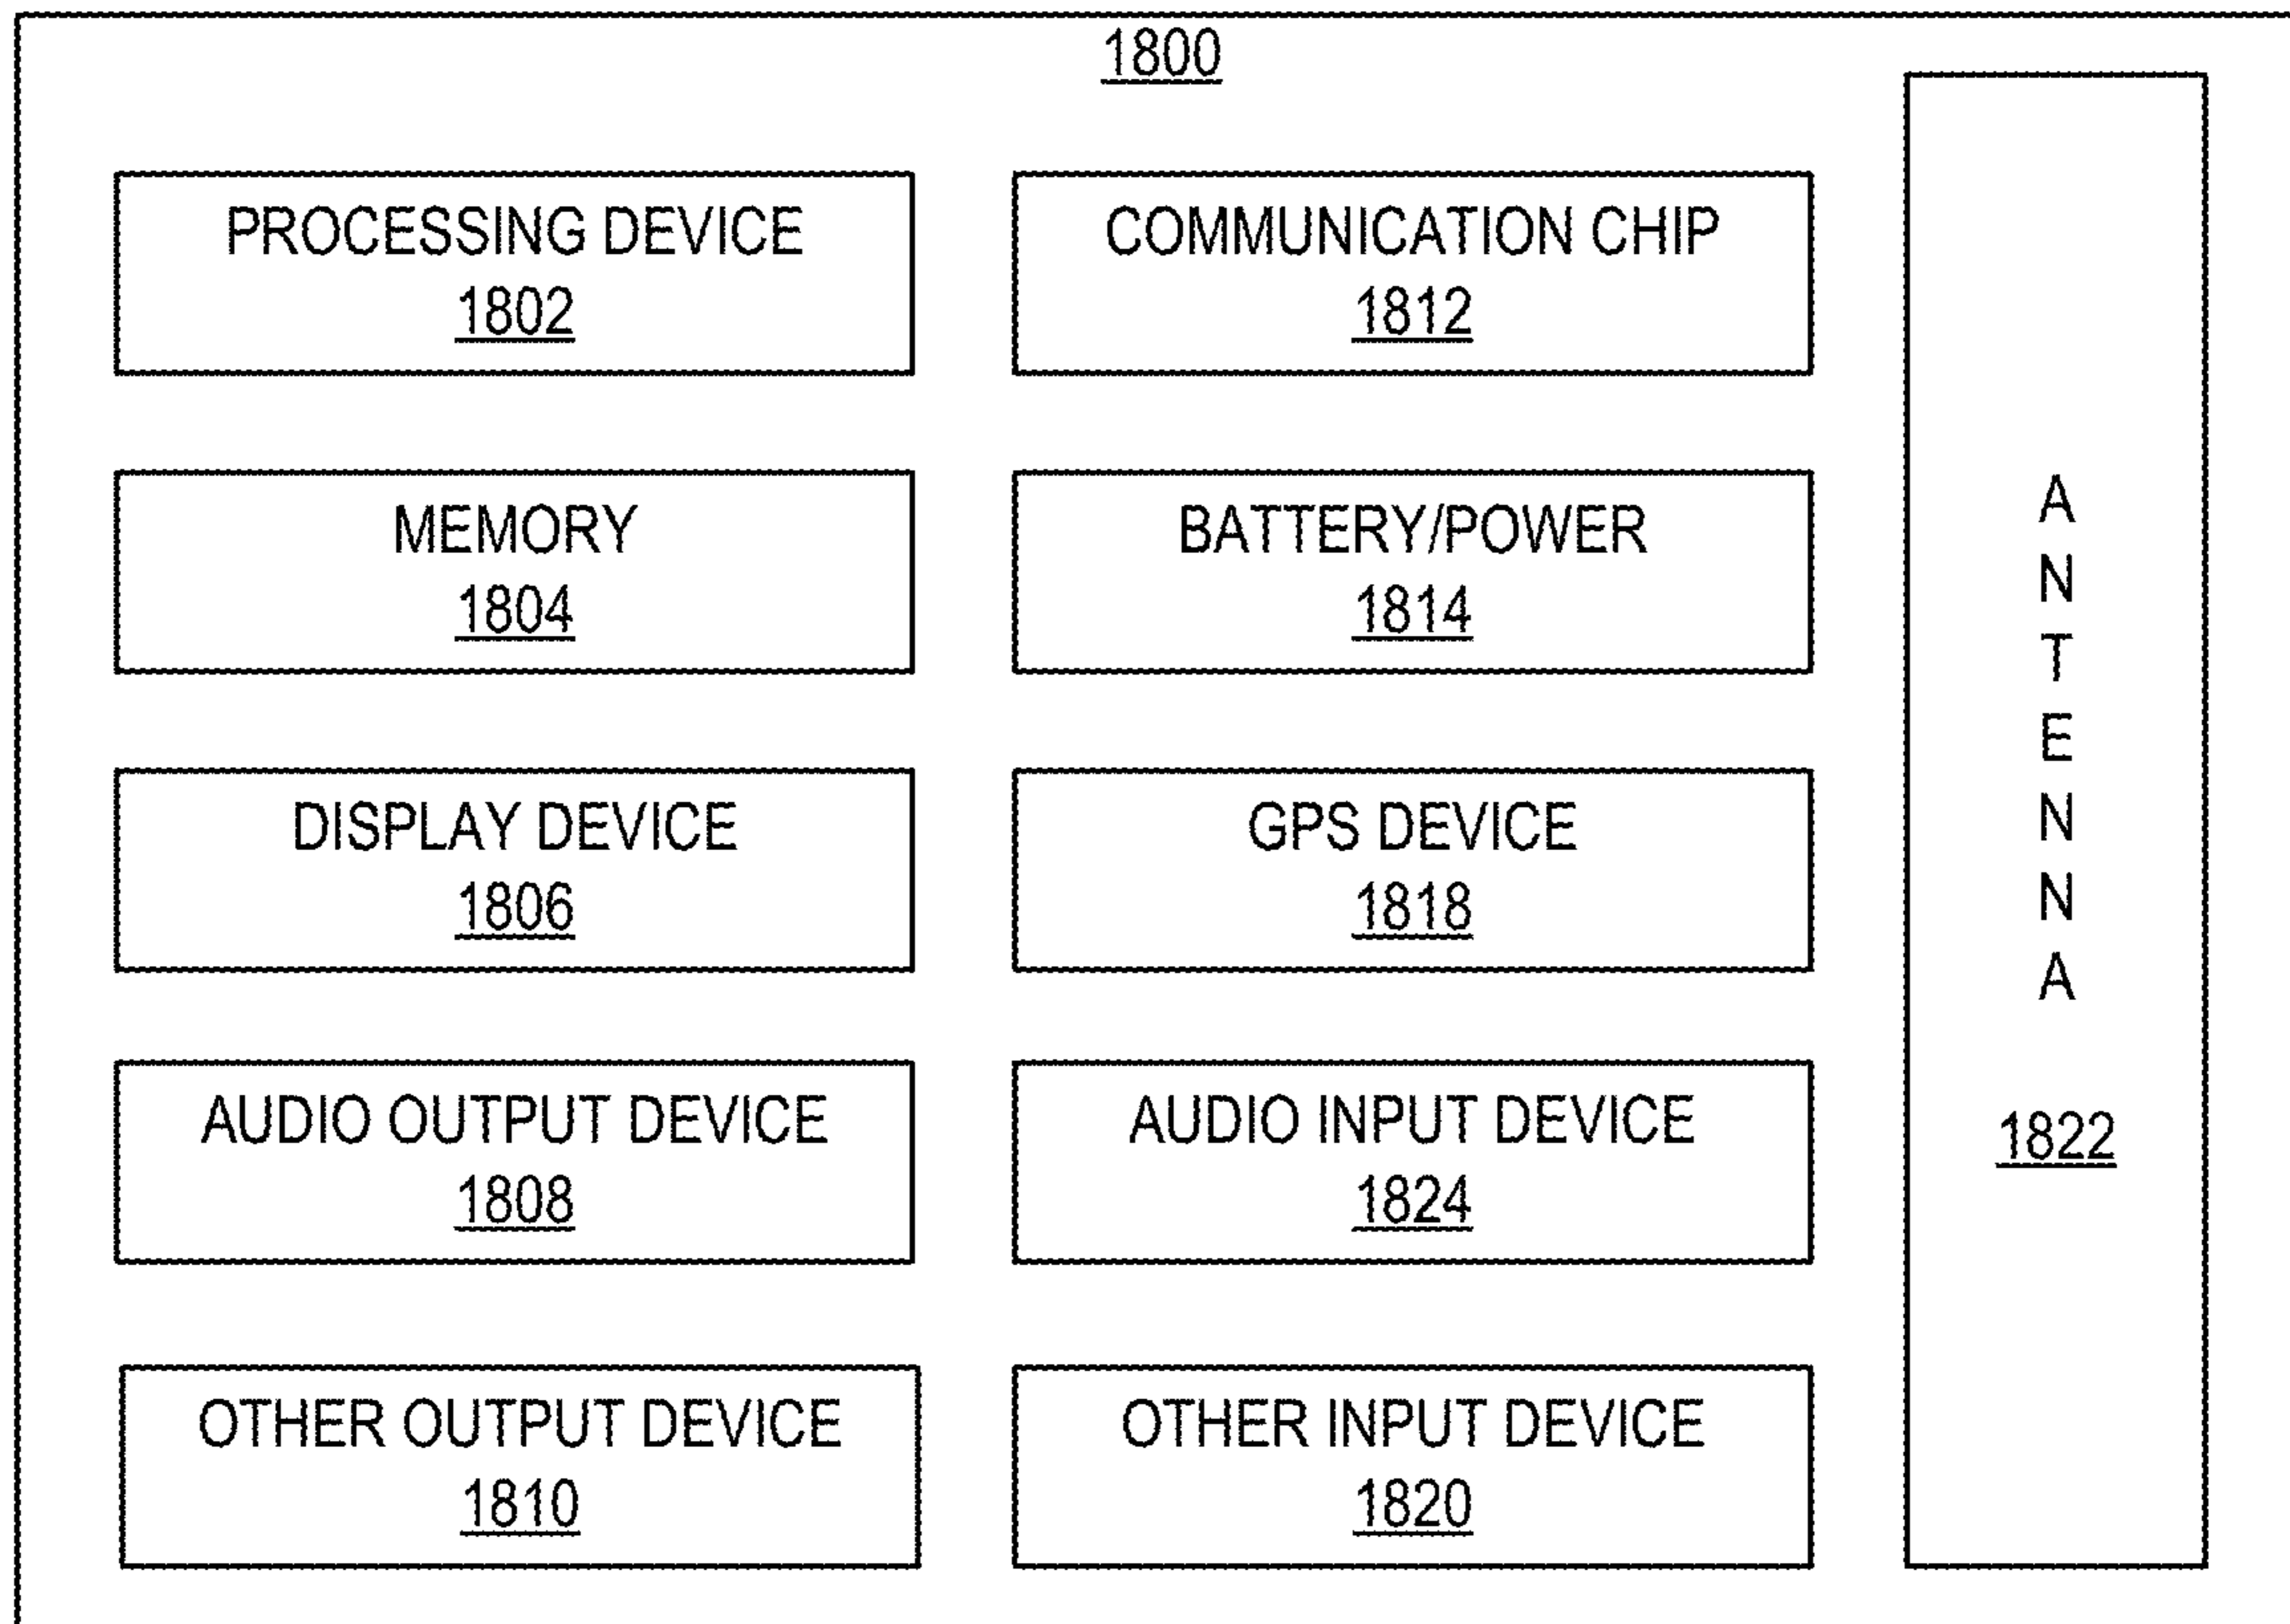 1800
PROCESSING DEVICE
1802
COMMUNICATION CHIP
1812
MEMORY
1804
BATTERY/POWER
1814
DISPLAY DEVICE
1806
GPS DEVICE
1818
AUDIO OUTPUT DEVICE
1808
AUDIO INPUT DEVICE
1824
OTHER OUTPUT DEVICE
1810
OTHER INPUT DEVICE
1820
ANTENNA
1822